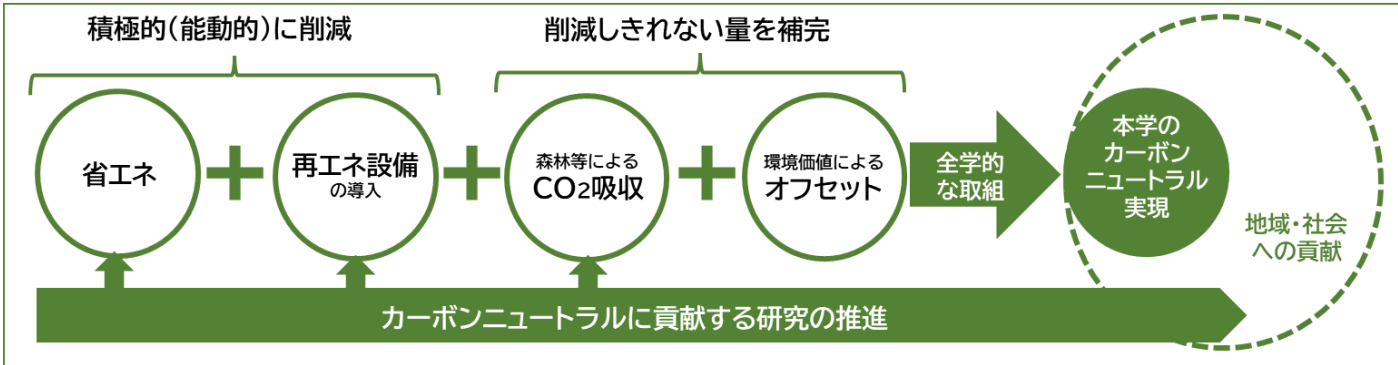 積極的(能動的)に削減
削減しきれない量を補完
省エネ
再エネ設備
の導入
森林等による
CO2吸収
環境価値による
オフセット
全学的
な取組
本学の
カーボン
ニュートラル
実現
地域・社会
への貢献
カーボンニュートラルに貢献する研究の推進